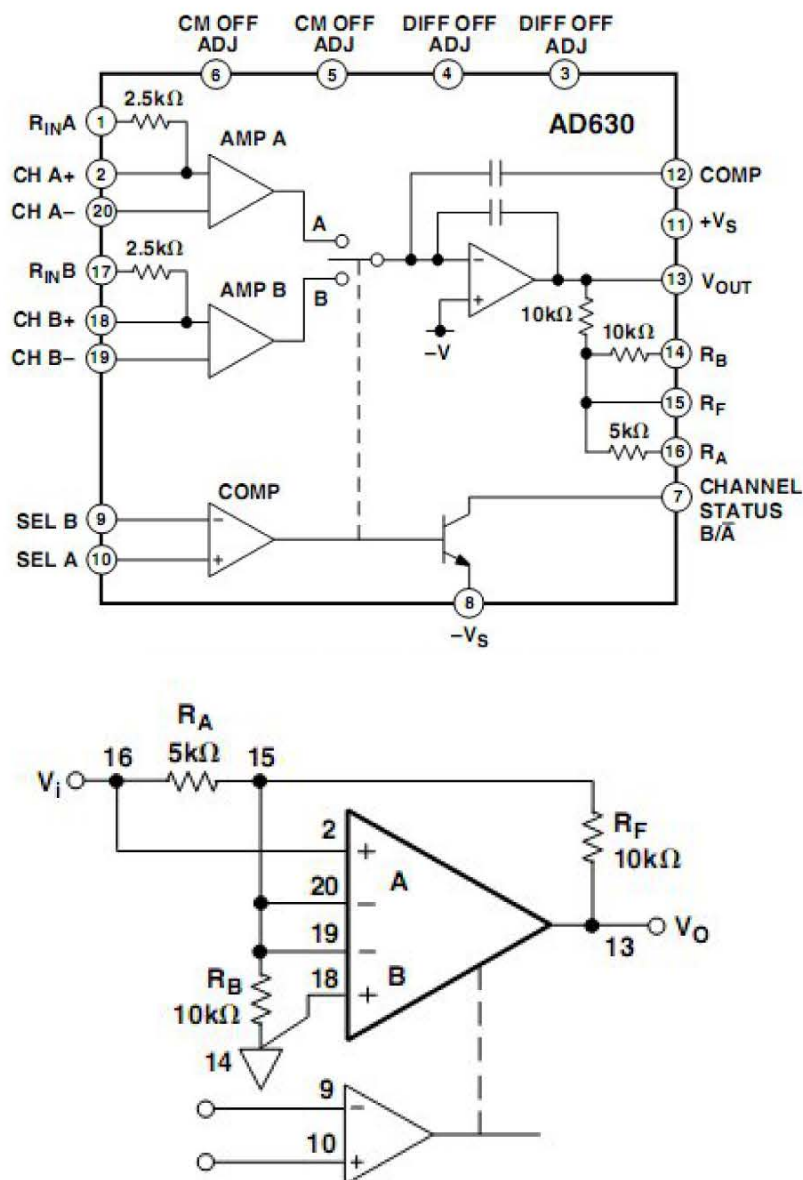 CM OFF ADJ
CM OFF ADJ
DIFF OFF ADJ
DIFF OFF ADJ
6
5
4
3
AD630
RINA
1
2.5kΩ
AMP A
CH A+
2
CH A–
20
A
12
COMP
11
+VS
RINB
17
2.5kΩ
AMP B
B
CH B+
18
CH B–
19
–
+
–V
13
VOUT
10kΩ
10kΩ
14
RB
15
RF
5kΩ
16
RA
COMP
7
CHANNEL
STATUS
B/A̅
SEL B
9
–
SEL A
10
+
8
–VS
RA
5kΩ
16
15
Vi
RF
10kΩ
2
+
A
20
–
19
–
B
18
+
13
VO
RB
10kΩ
14
9
–
10
+